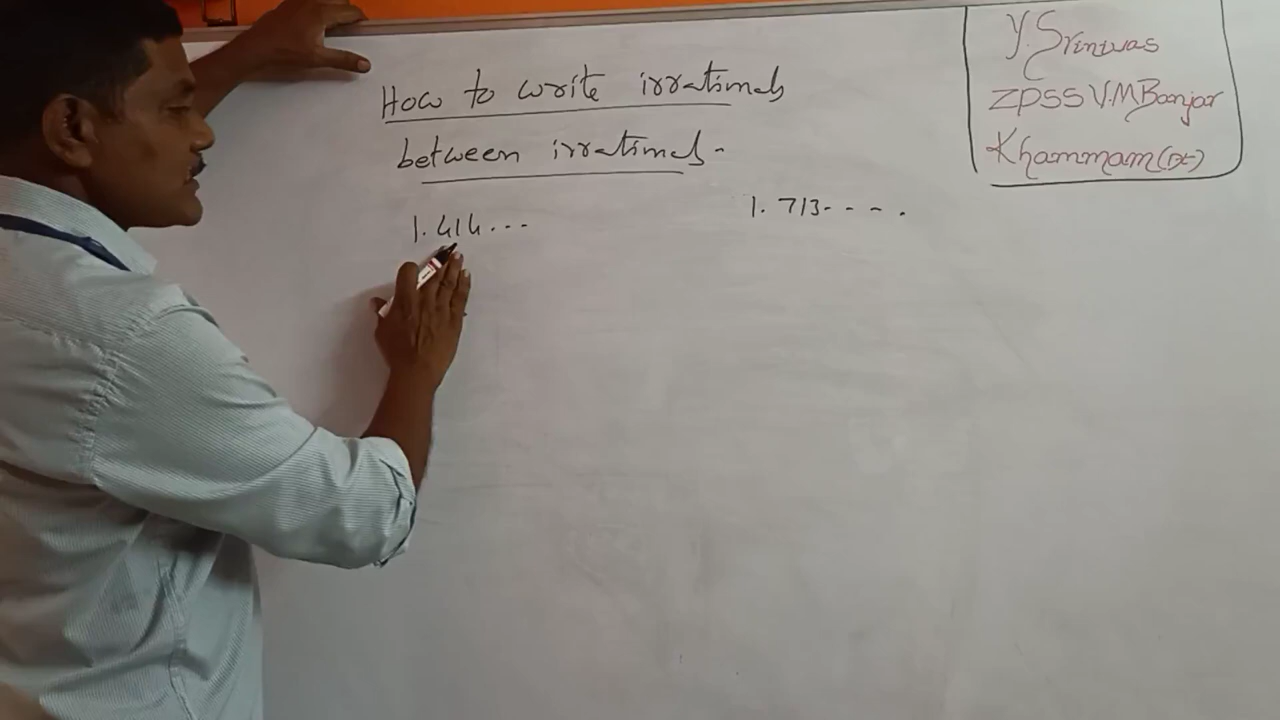 How to write irrationals
between irrationals.
1.414...
1.713---.
Y. Srinivas
ZPSS V.M Banjar
Khammam (Dt)